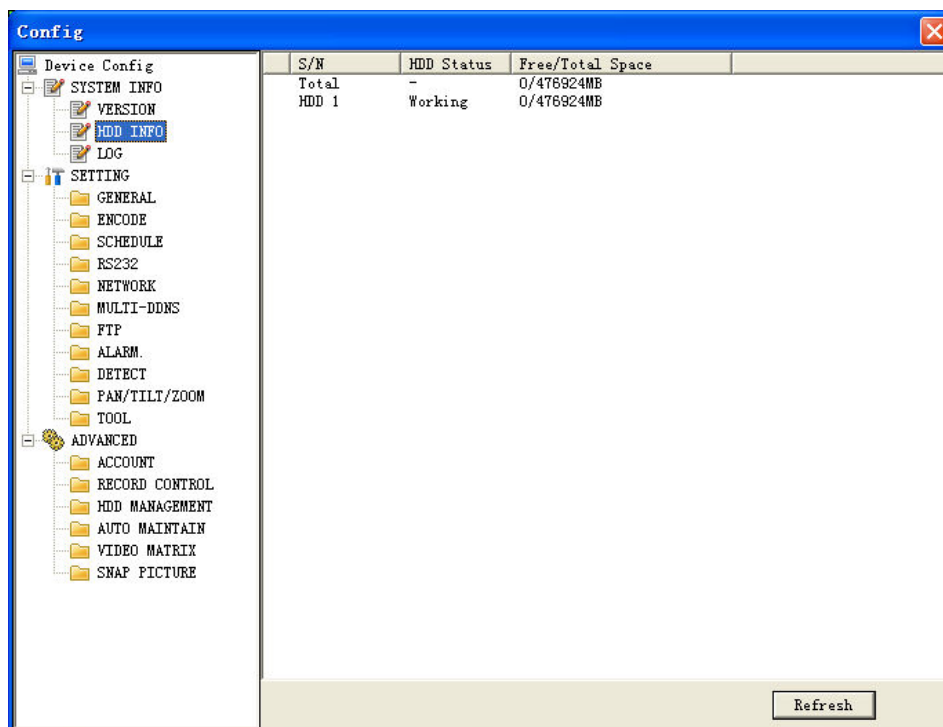 Config
Device Config
SYSTEM INFO
VERSION
HDD INFO
LOG
SETTING
GENERAL
ENCODE
SCHEDULE
RS232
NETWORK
MULTI-DDNS
FTP
ALARM.
DETECT
PAN/TILT/ZOOM
TOOL
ADVANCED
ACCOUNT
RECORD CONTROL
HDD MANAGEMENT
AUTO MAINTAIN
VIDEO MATRIX
SNAP PICTURE
S/N HDD Status Free/Total Space
Total - 0/476924MB
HDD 1 Working 0/476924MB
Refresh